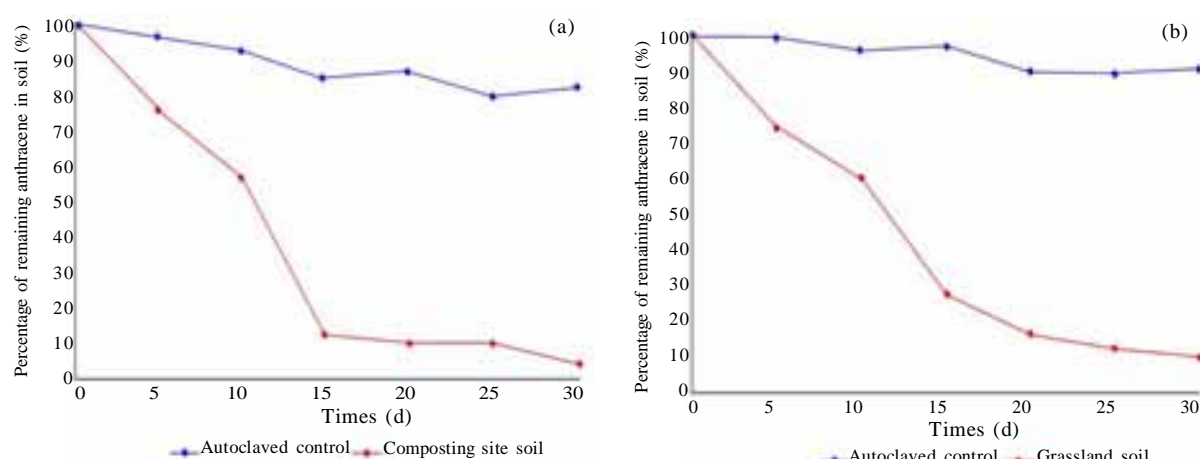 (a)
Percentage of remaining anthracene in soil (%)
100
90
80
70
60
50
40
30
20
10
0
0 5 10 15 20 25 30
Times (d)
Autoclaved control Composting site soil
(b)
Percentage of remaining anthracene in soil (%)
100
90
80
70
60
50
40
30
20
10
0
0 5 10 15 20 25 30
Times (d)
Autoclaved control Grassland soil